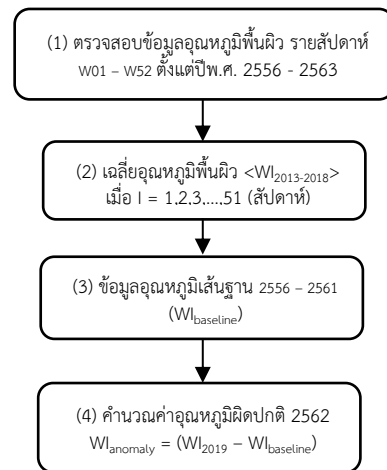 (1) ตรวจสอบข้อมูลอุณหภูมิพื้นผิว รายสัปดาห์
W01 – W52 ตั้งแต่ปีพ.ศ. 2556 - 2563
(2) เฉลี่ยอุณหภูมิพื้นผิว <WI2013-2018>
เมื่อ I = 1,2,3,...,51 (สัปดาห์)
(3) ข้อมูลอุณหภูมิเส้นฐาน 2556 – 2561
(WIbaseline)
(4) คำนวณค่าอุณหภูมิผิดปกติ 2562
WIanomaly = (WI2019 – WIbaseline)